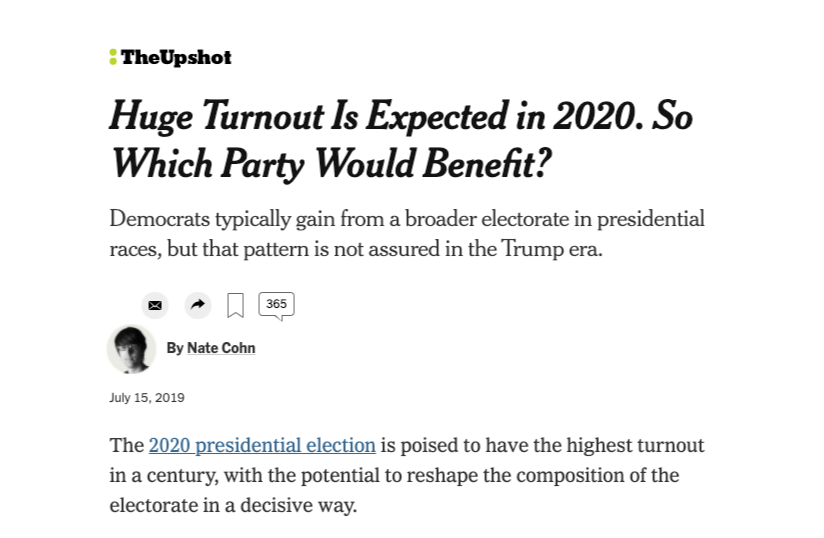 TheUpshot
Huge Turnout Is Expected in 2020. So
Which Party Would Benefit?
Democrats typically gain from a broader electorate in presidential
races, but that pattern is not assured in the Trump era.
365
By Nate Cohn
July 15, 2019
The 2020 presidential election is poised to have the highest turnout
in a century, with the potential to reshape the composition of the
electorate in a decisive way.